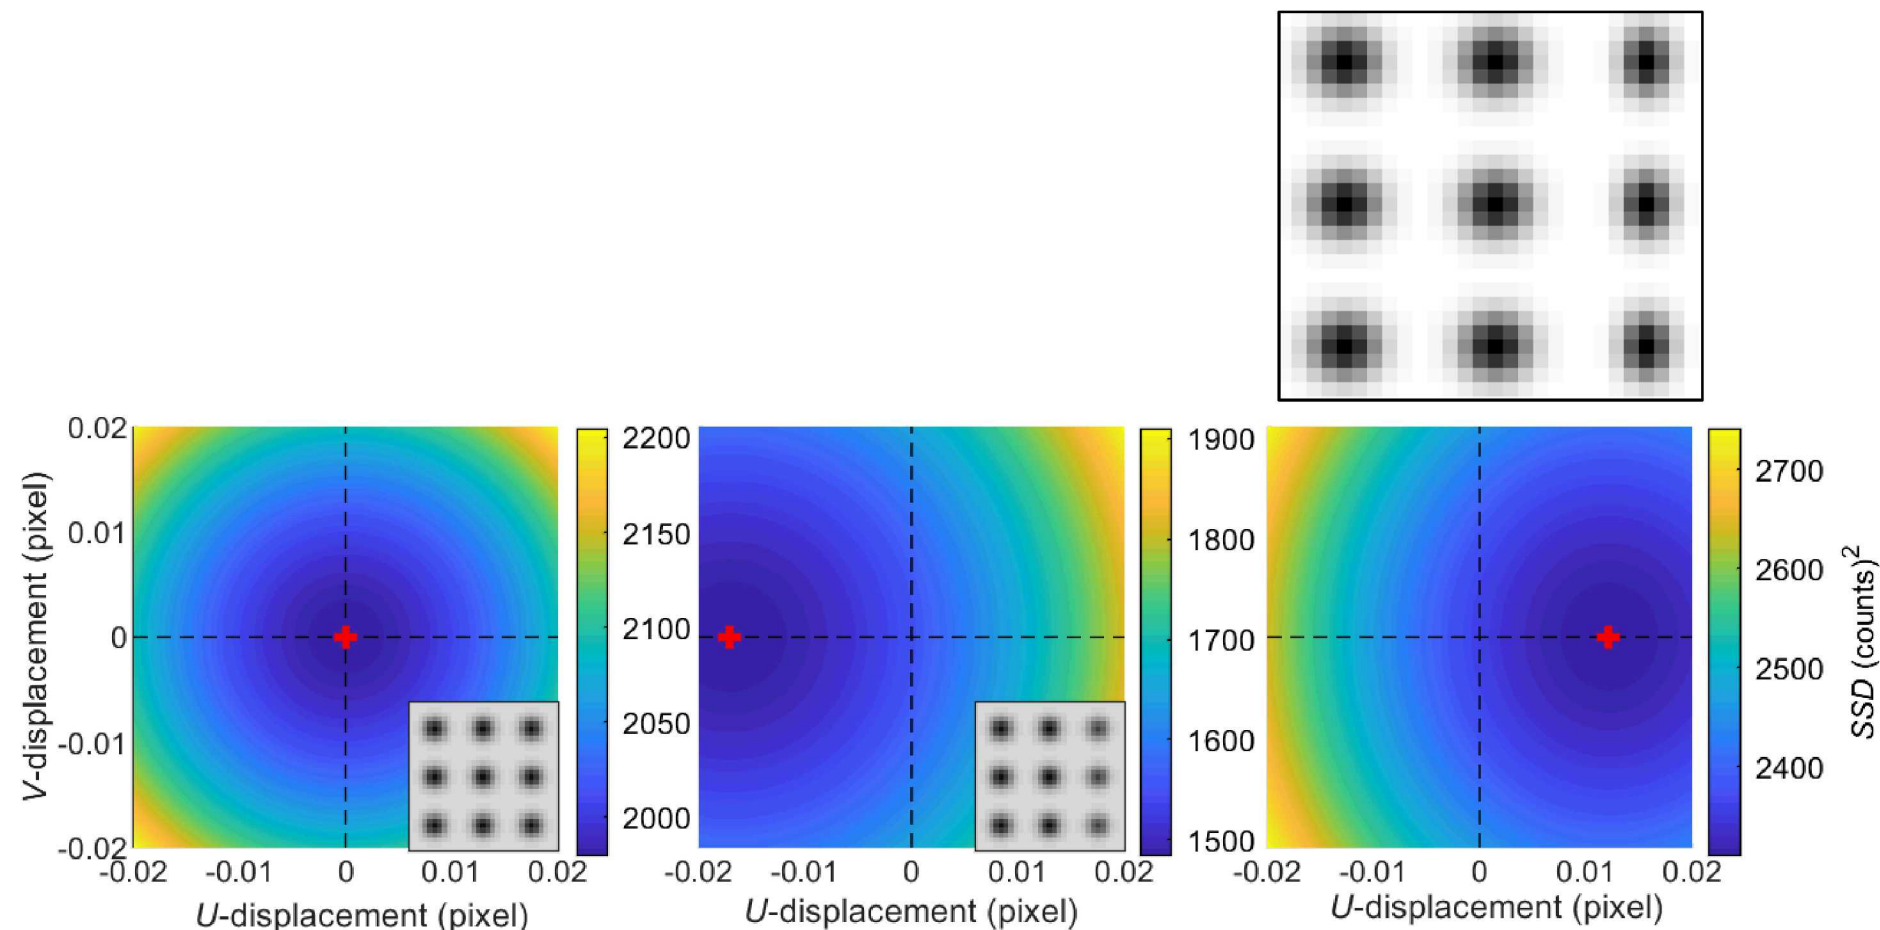 0.02
0.01
0
-0.01
-0.02
V-displacement (pixel)
-0.02 -0.01 0 0.01 0.02
U-displacement (pixel)
2200
2150
2100
2050
2000
-0.02 -0.01 0 0.01 0.02
U-displacement (pixel)
1900
1800
1700
1600
1500
-0.02 -0.01 0 0.01 0.02
U-displacement (pixel)
2700
2600
2500
2400
SSD (counts)²